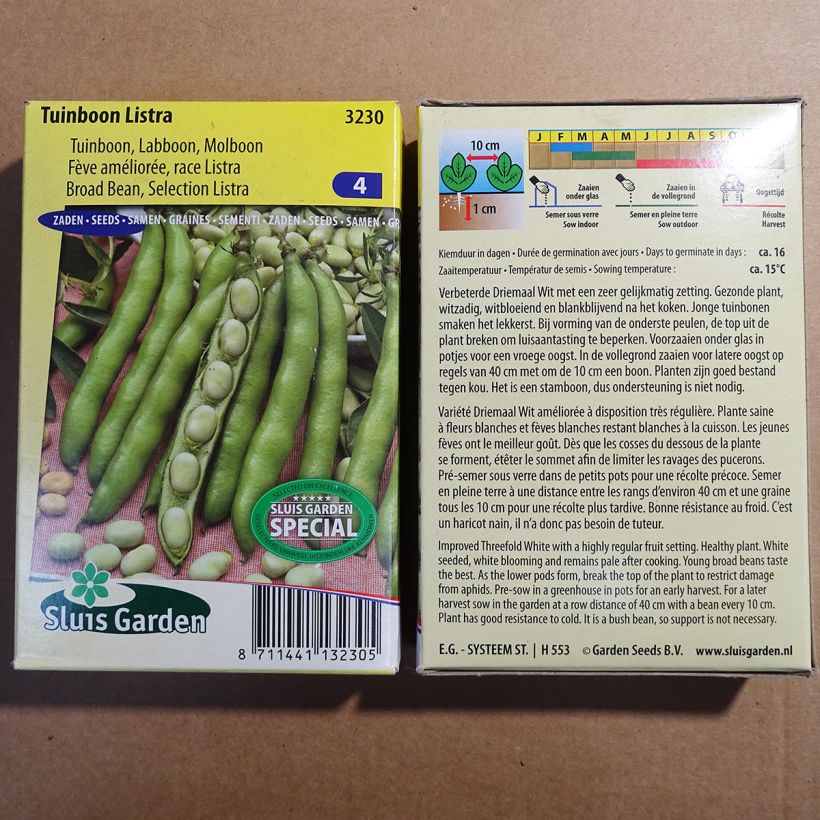 Tuinboon Listra 3230
Tuinboon, Labboon, Molboon
Fève améliorée, race Listra
Broad Bean, Selection Listra
4
ZADEN • SEEDS • SAMEN • GRAINES • SEMENTI • ZADEN • SEEDS • SAMEN • GR
SELECTED ON EXCELLENCE
SLUIS GARDEN
SPECIAL
Sluis Garden
8 711441 132305
10 cm
1 cm
J F M A M J J A S O
Zaaien
onder glas
Semer sous verre
Sow indoor
Zaaien in
de vollegrond
Semer en pleine terre
Sow outdoor
Oogsttijd
Récolte
Harvest
Kiemduur in dagen • Durée de germination avec jours • Days to germinate in days : ca. 16
Zaaitemperatuur • Températur de semis • Sowing temperature : ca. 15°C
Verbeterde Driemaal Wit met een zeer gelijkmatig zetting. Gezonde plant,
witzadig, witbloeiend en blankblijvend na het koken. Jonge tuinbonen
smaken het lekkerst. Bij vorming van de onderste peulen, de top uit de
plant breken om luisaantasting te beperken. Voorzaaien onder glas in
potjes voor een vroege oogst. In de vollegrond zaaien voor latere oogst op
regels van 40 cm met om de 10 cm een boon. Planten zijn goed bestand
tegen kou. Het is een stamboon, dus ondersteuning is niet nodig.
Variété Driemaal Wit améliorée à disposition très régulière. Plante saine
à fleurs blanches et fèves blanches restant blanches à la cuisson. Les jeunes
fèves ont le meilleur goût. Dès que les cosses du dessous de la plante
se forment, étêter le sommet afin de limiter les ravages des pucerons.
Pré-semer sous verre dans de petits pots pour une récolte précoce. Semer
en pleine terre à une distance entre les rangs d'environ 40 cm et une graine
tous les 10 cm pour une récolte plus tardive. Bonne résistance au froid. C'est
un haricot nain, il n'a donc pas besoin de tuteur.
Improved Threefold White with a highly regular fruit setting. Healthy plant. White
seeded, white blooming and remains pale after cooking. Young broad beans taste
the best. As the lower pods form, break the top of the plant to restrict damage
from aphids. Pre-sow in a greenhouse in pots for an early harvest. For a later
harvest sow in the garden at a row distance of 40 cm with a bean every 10 cm.
Plant has good resistance to cold. It is a bush bean, so support is not necessary.
E.G. - SYSTEEM ST. | H 553 © Garden Seeds B.V. www.sluisgarden.nl